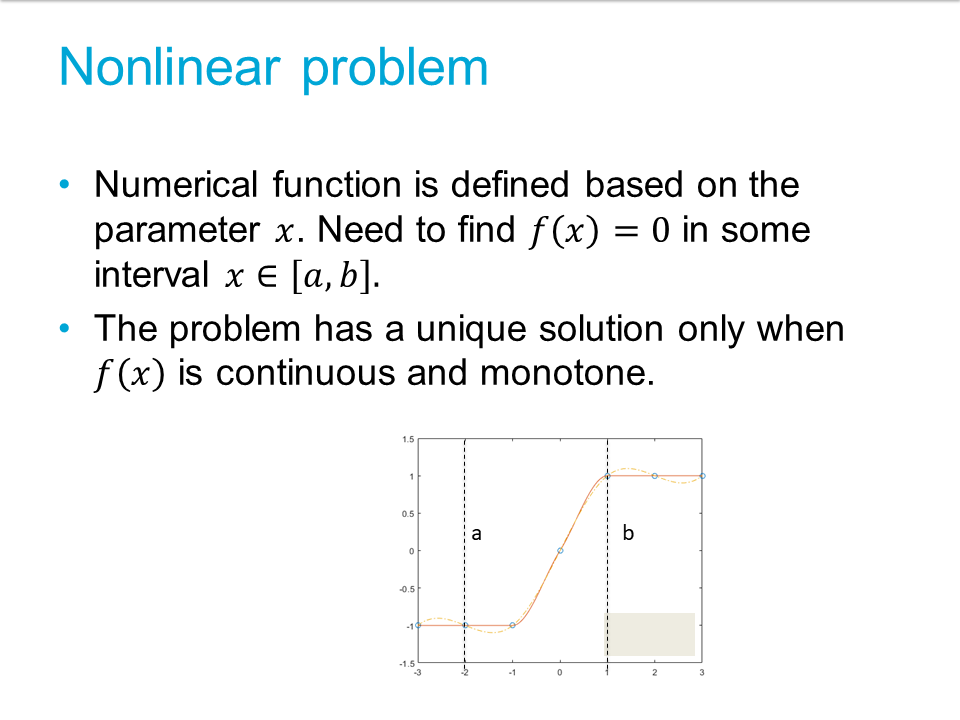 Nonlinear problem
• Numerical function is defined based on the
parameter 𝑥. Need to find 𝑓(𝑥) = 0 in some
interval 𝑥 ∈ [𝑎, 𝑏].
• The problem has a unique solution only when
𝑓(𝑥) is continuous and monotone.
1.5
1
0.5
a
b
0
-0.5
-1
-1.5
-3 -2 -1 0 1 2 3